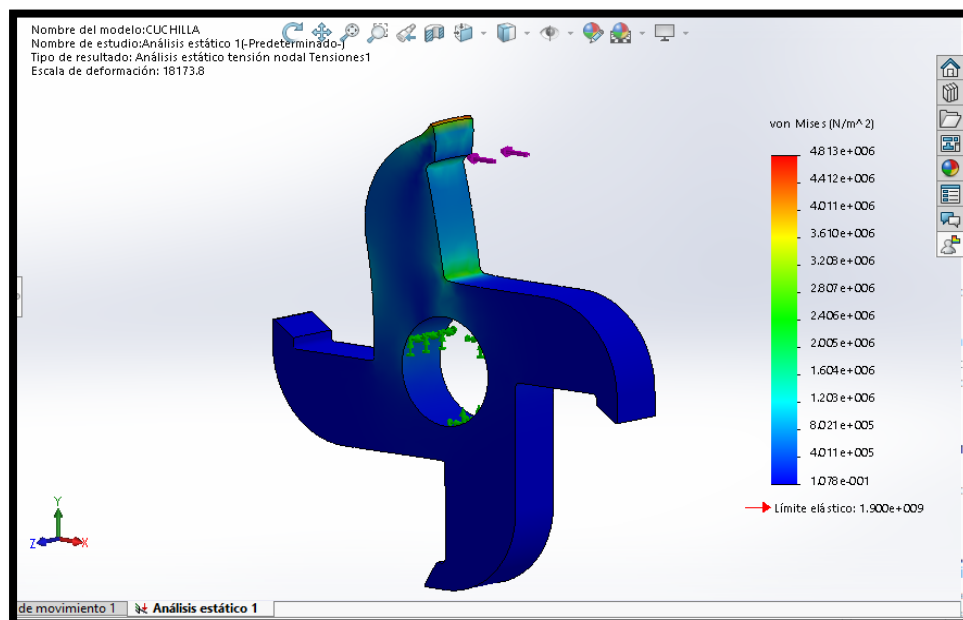 Nombre del modelo:CUCHILLA
Nombre de estudio:Análisis estático 1(-Predeterminado-)
Tipo de resultado: Análisis estático tensión nodal Tensiones1
Escala de deformación: 18173.8
von Mises (N/m^2)
4.813e+006
4.412e+006
4.011e+006
3.610e+006
3.208e+006
2.807e+006
2.406e+006
2.005e+006
1.604e+006
1.203e+006
8.021e+005
4.011e+005
1.078e-001
Límite elástico: 1.900e+009
Y
Z
X
de movimiento 1
Análisis estático 1